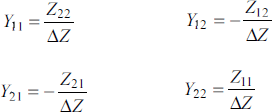 Y₁₁ = Z₂₂/ΔZ Y₁₂ = −Z₁₂/ΔZ
Y₂₁ = −Z₂₁/ΔZ Y₂₂ = Z₁₁/ΔZ